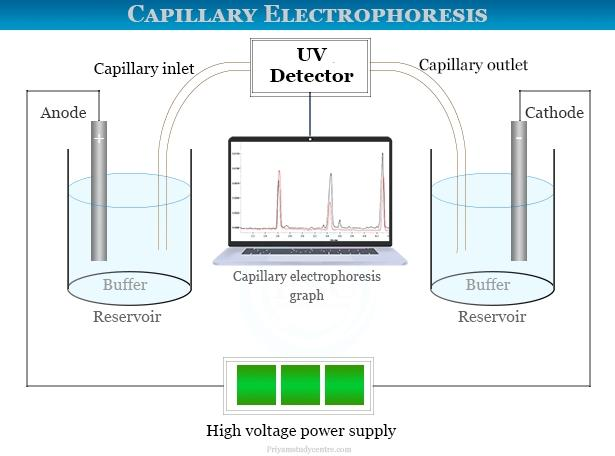 Capillary Electrophoresis
UV
Detector
Capillary inlet
Capillary outlet
Anode
Cathode
+
-
Capillary electrophoresis
graph
Buffer
Buffer
Reservoir
Reservoir
High voltage power supply
Priyamstudycentre.com